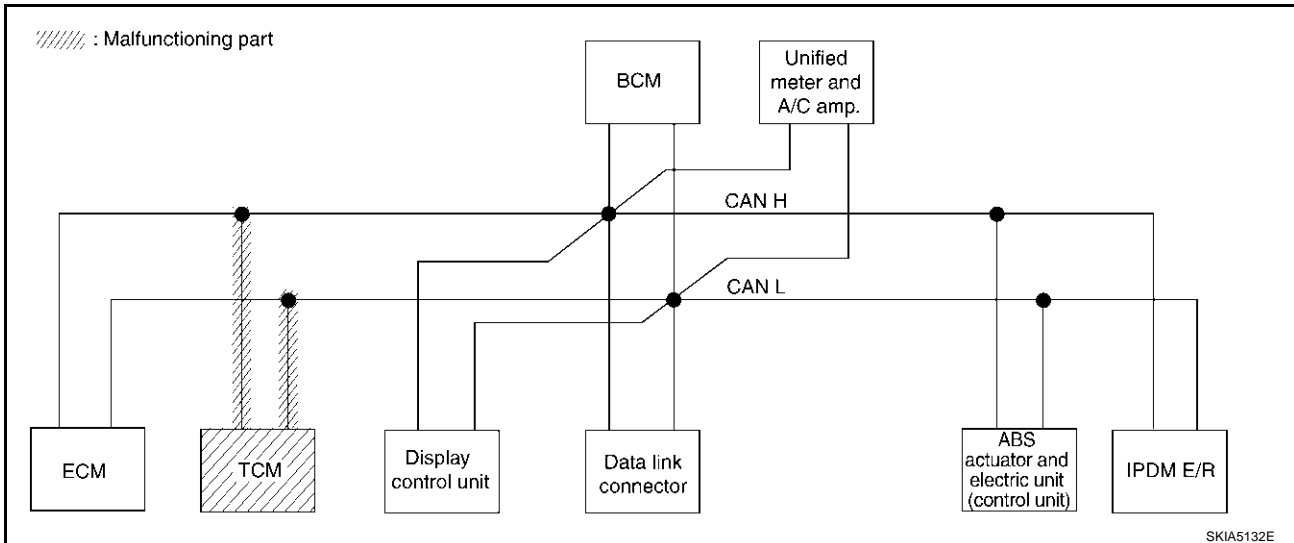 : Malfunctioning part
BCM
Unified
meter and
A/C amp.
CAN H
CAN L
ECM
TCM
Display
control unit
Data link
connector
ABS
actuator and
electric unit
(control unit)
IPDM E/R
SKIA5132E